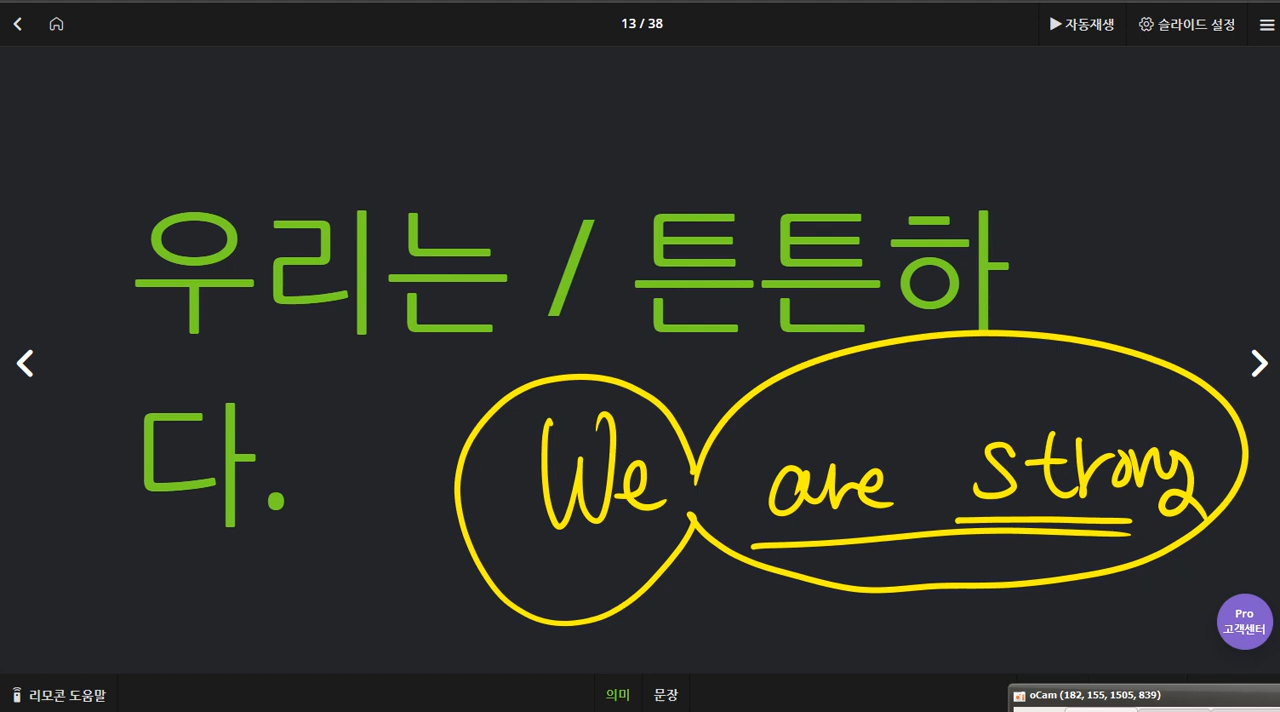 13 / 38
자동재생
슬라이드 설정
우리는 / 튼튼하
다.
We are strong
Pro
고객센터
리모콘 도움말
의미
문장
oCam (182, 155, 1505, 839)